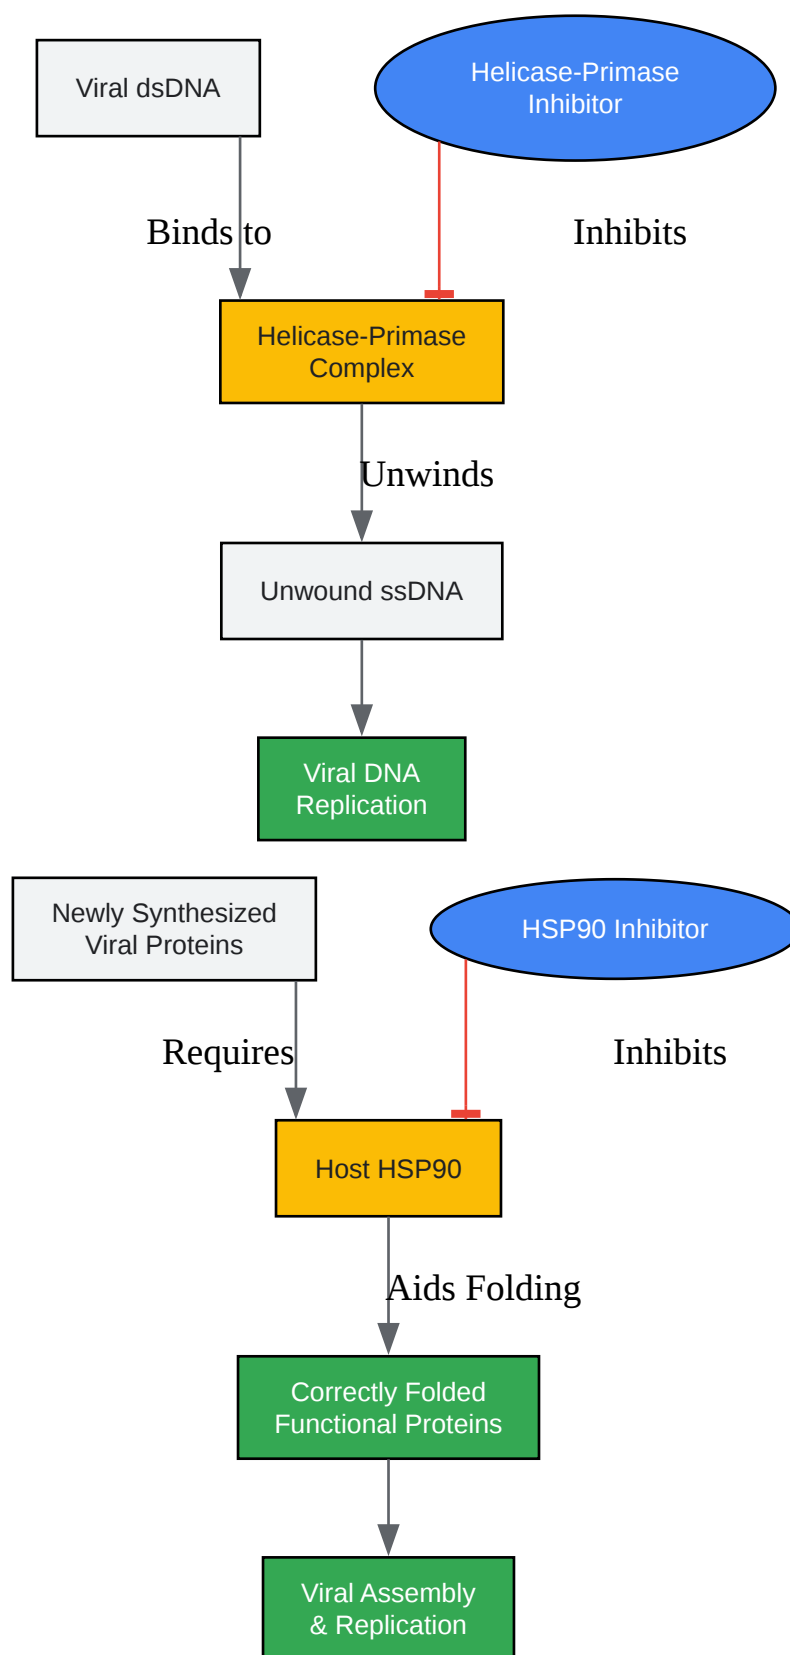 Viral dsDNA
Helicase-Primase
Inhibitor
Binds to
Inhibits
Helicase-Primase
Complex
Unwinds
Unwound ssDNA
Viral DNA
Replication
Newly Synthesized
Viral Proteins
HSP90 Inhibitor
Requires
Inhibits
Host HSP90
Aids Folding
Correctly Folded
Functional Proteins
Viral Assembly
& Replication